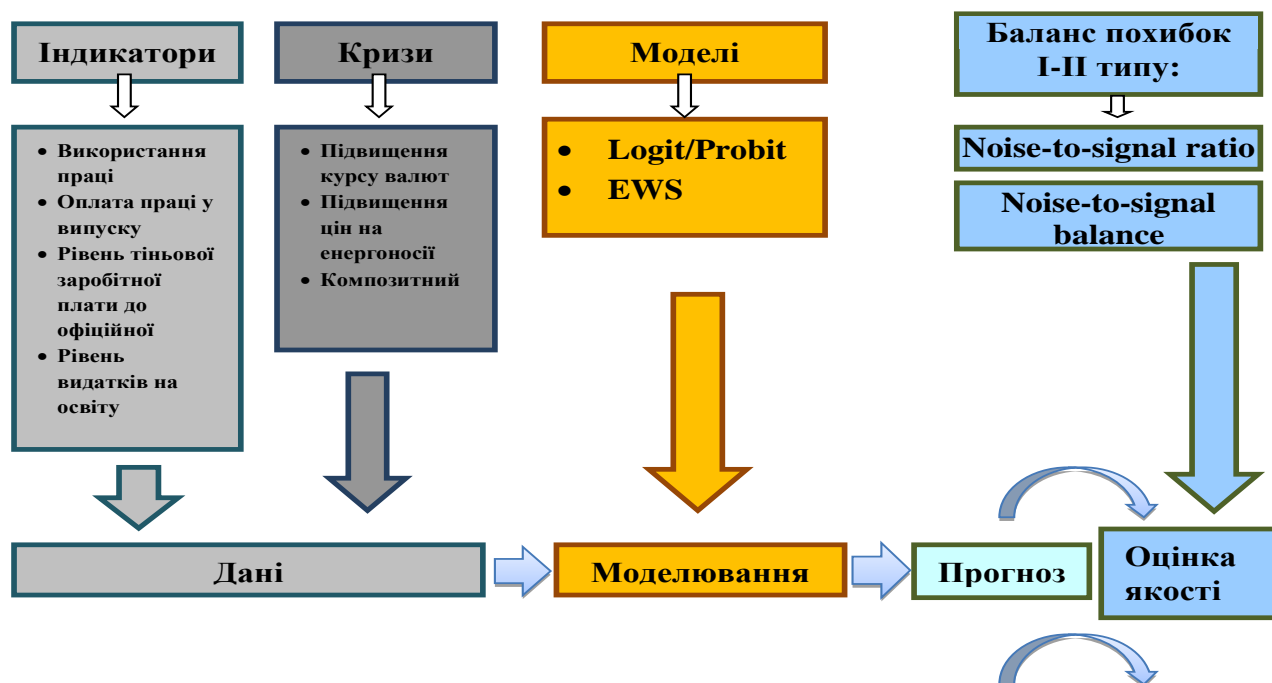 Індикатори
• Використання
праці
• Оплата праці у
випуску
• Рівень тіньової
заробітної
плати до
офіційної
• Рівень
видатків на
освіту
Кризи
• Підвищення
курсу валют
• Підвищення
цін на
енергоносії
• Композитний
Моделі
• Logit/Probit
• EWS
Баланс похибок
І-ІІ типу:
Noise-to-signal ratio
Noise-to-signal
balance
Дані
Моделювання
Прогноз
Оцінка
якості